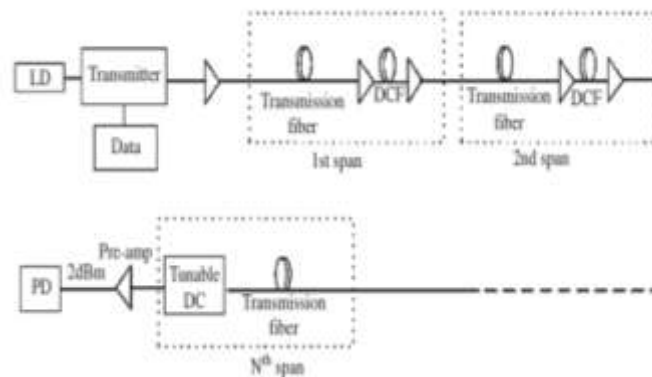 LD
Transmitter
Data
Transmission
fiber
DCF
1st span
Transmission
fiber
DCF
2nd span
PD
2dBm
Pre-amp
Tunable
DC
Transmission
fiber
Nth span